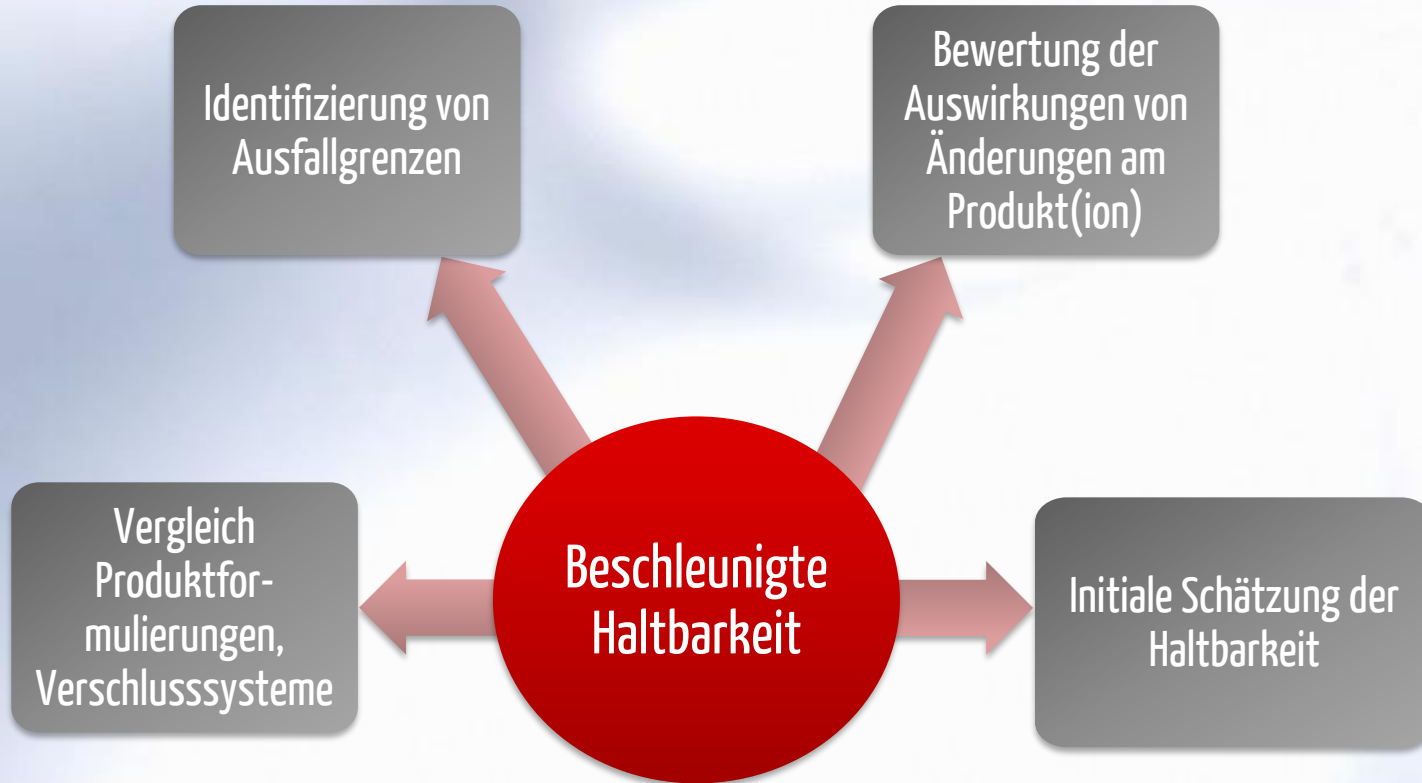 Identifizierung von
Ausfallgrenzen
Bewertung der
Auswirkungen von
Änderungen am
Produkt(ion)
Vergleich
Produktfor-
mulierungen,
Verschlusssysteme
Beschleunigte
Haltbarkeit
Initiale Schätzung der
Haltbarkeit